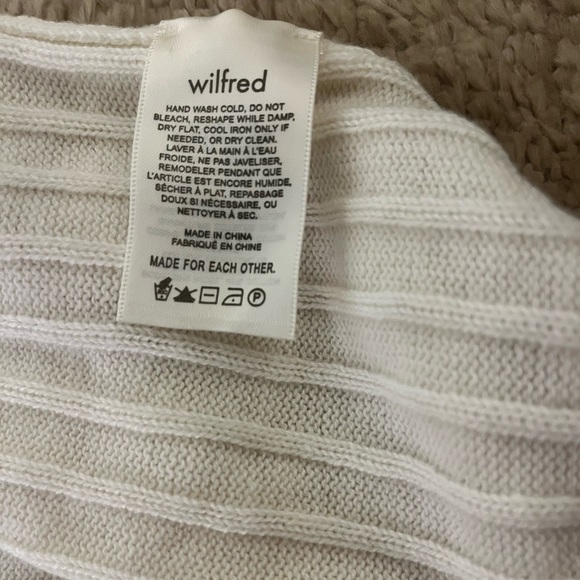 wilfred
HAND WASH COLD, DO NOT
BLEACH, RESHAPE WHILE DAMP,
DRY FLAT, COOL IRON ONLY IF
NEEDED, OR DRY CLEAN.
LAVER À LA MAIN À L'EAU
FROIDE, NE PAS JAVELISER,
REMODELER PENDANT QUE
L'ARTICLE EST ENCORE HUMIDE,
SÉCHER À PLAT, REPASSAGE
DOUX SI NÉCESSAIRE, OU
NETTOYER À SEC.
MADE IN CHINA
FABRIQUÉ EN CHINE
MADE FOR EACH OTHER.
P